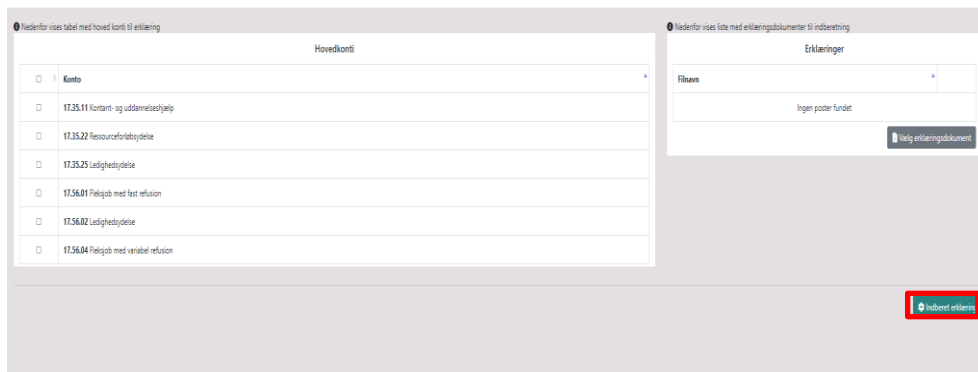 Nedenfor vises tabel med hoved konti til erklæring
Hovedkonti
Konto
17.35.11 Kontant- og uddannelseshjælp
17.35.22 Ressourceforløbsydelse
17.35.25 Ledighedsydelse
17.56.01 Fleksjob med fast refusion
17.56.02 Ledighedsydelse
17.56.04 Fleksjob med variabel refusion
Nedenfor vises liste med erklæringsdokumenter til indberetning
Erklæringer
Filnavn
Ingen poster fundet
Vælg erklæringsdokument
Indberet erklæring